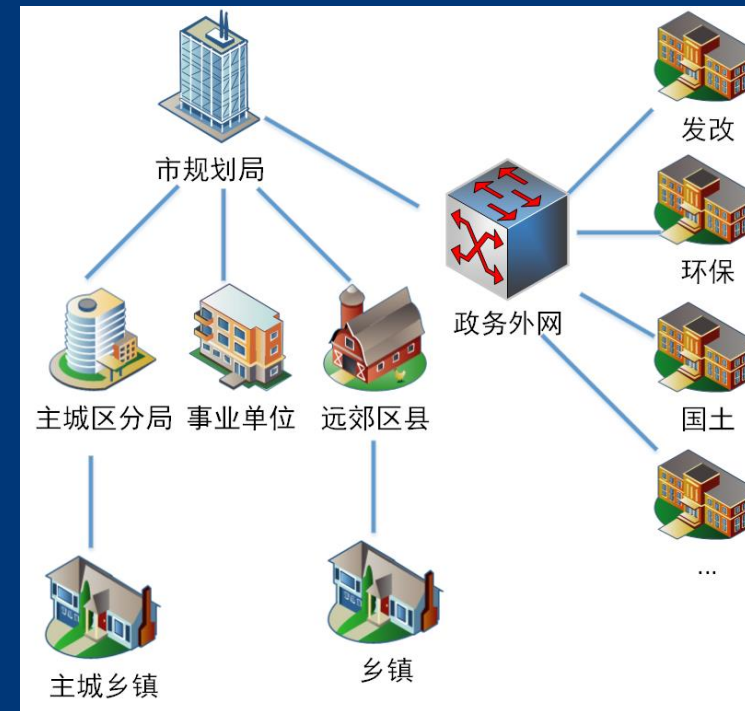 发改
市规划局
环保
政务外网
主城区分局 事业单位 远郊区县
国土
...
乡镇
主城乡镇